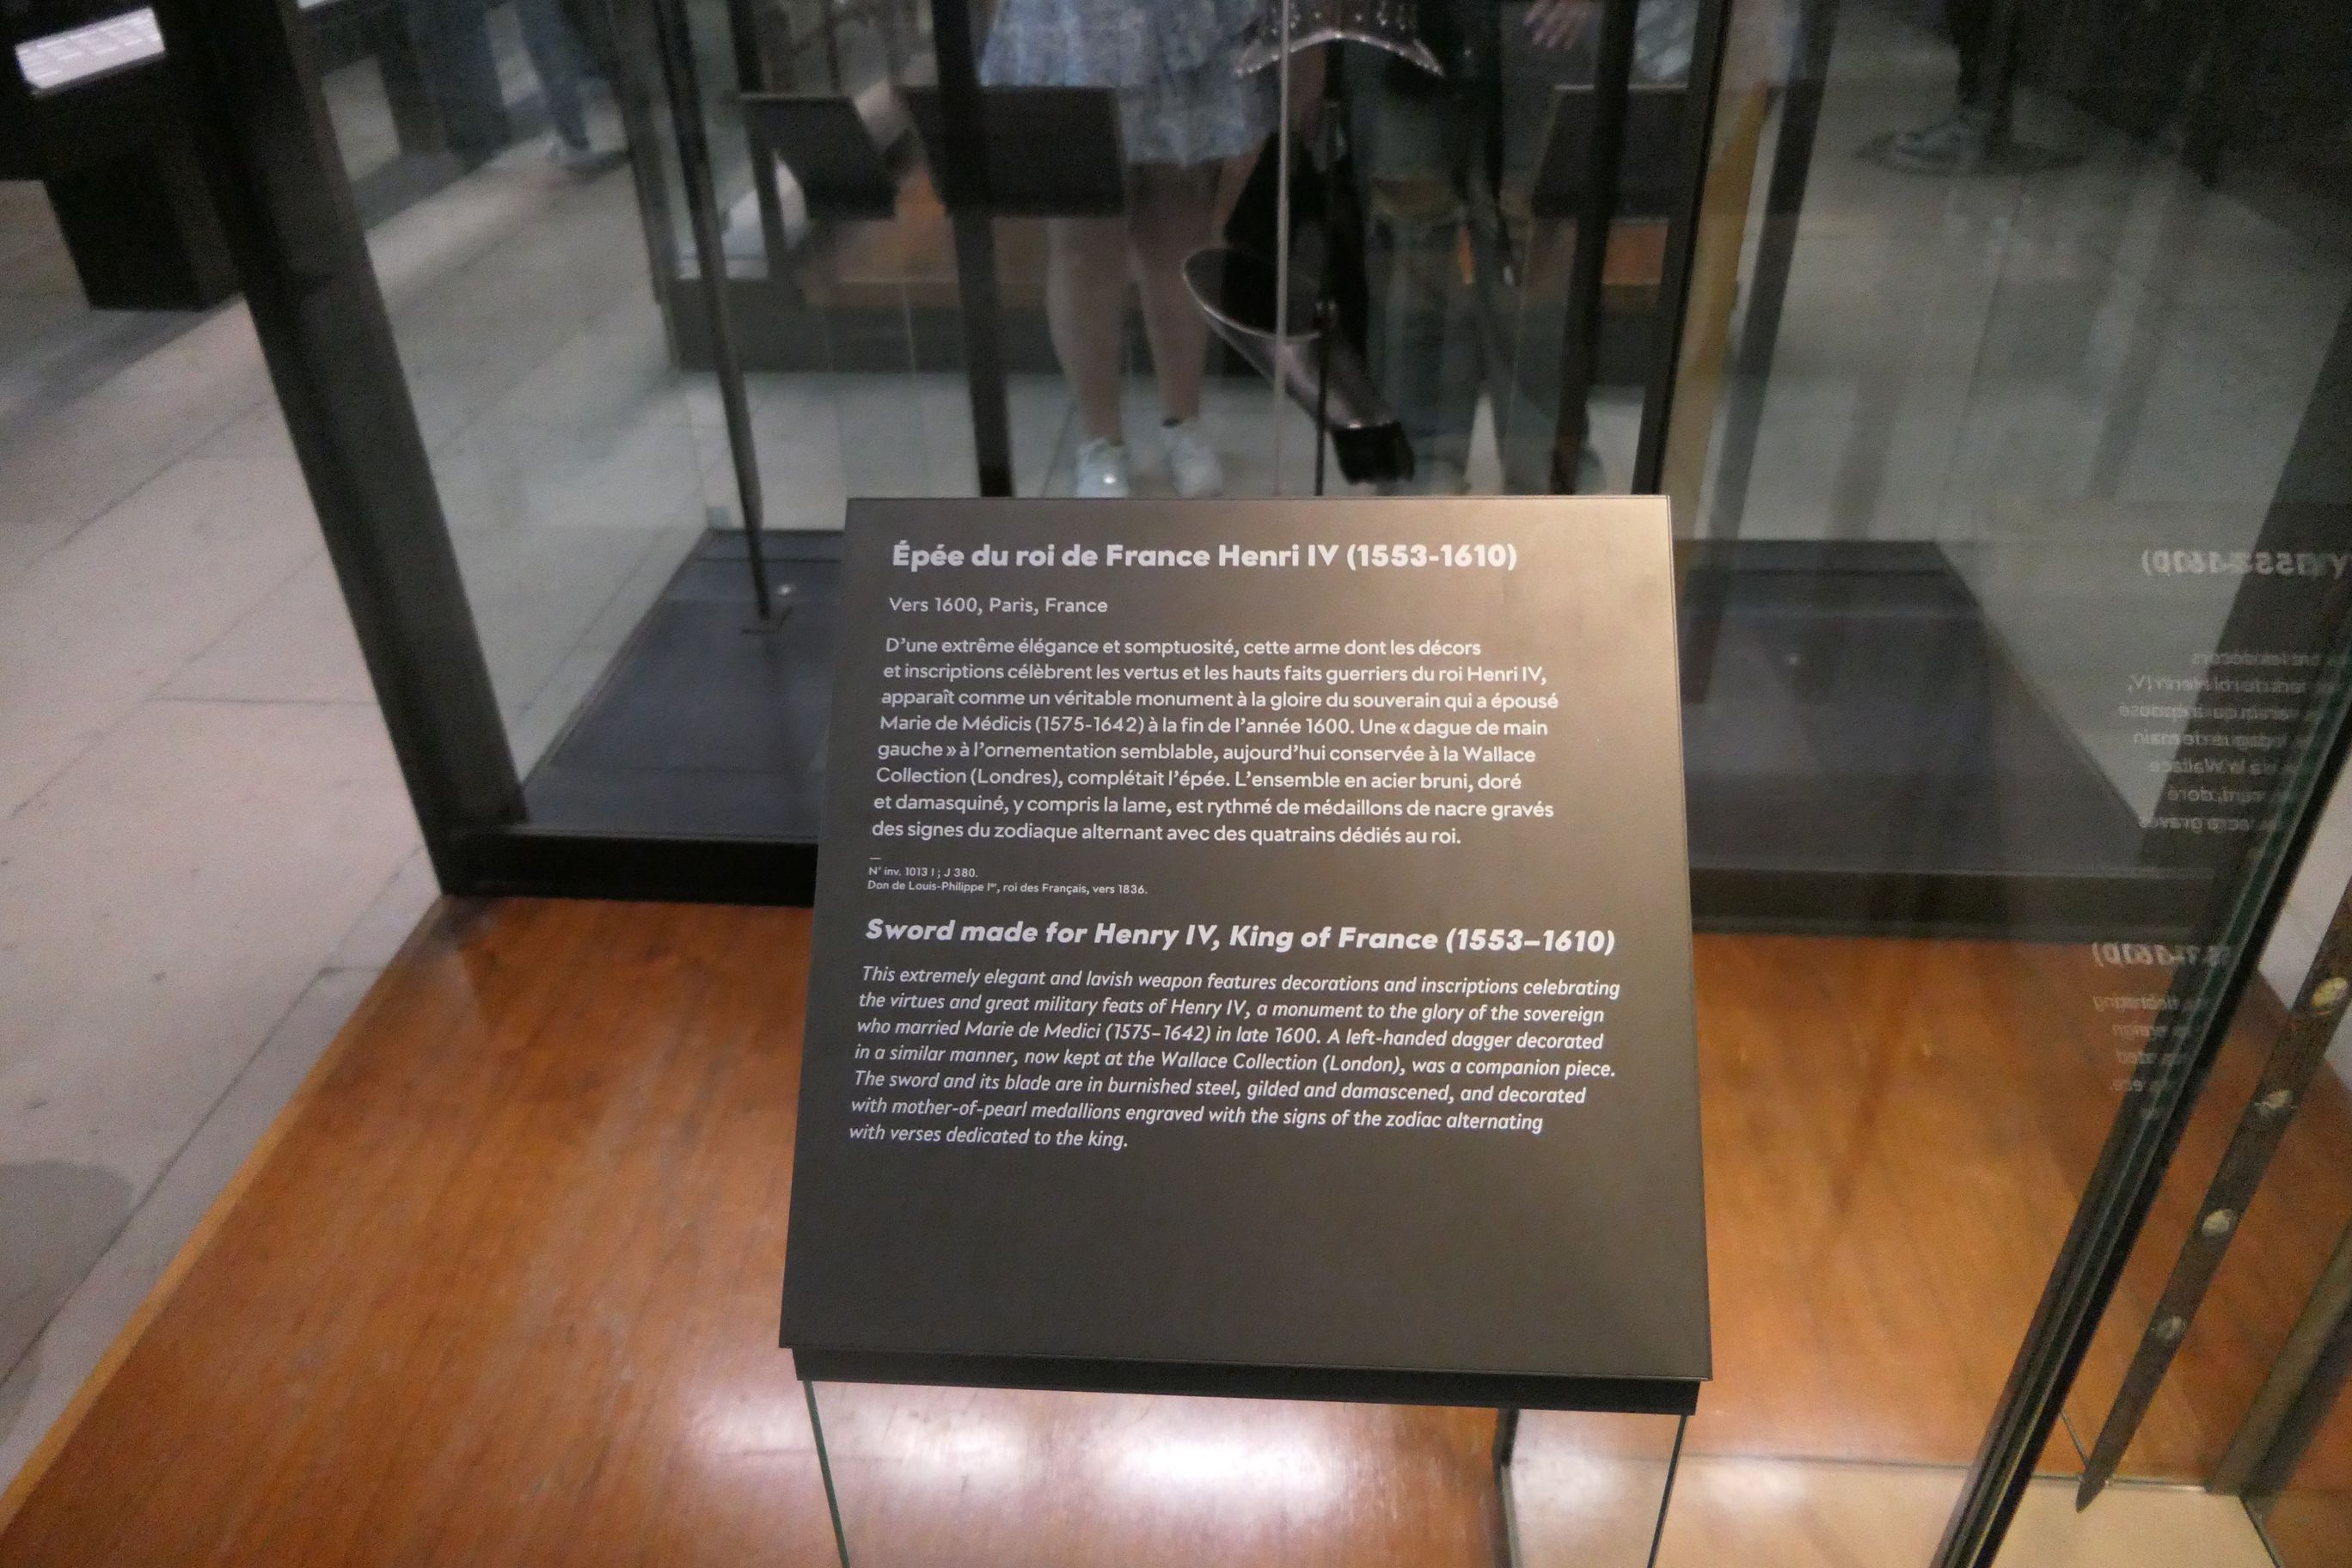 Épée du roi de France Henri IV (1553-1610)
Vers 1600, Paris, France
D’une extrême élégance et somptuosité, cette arme dont les décors
et inscriptions célèbrent les vertus et les hauts faits guerriers du roi Henri IV,
apparaît comme un véritable monument à la gloire du souverain qui a épousé
Marie de Médicis (1575-1642) à la fin de l’année 1600. Une « dague de main
gauche » à l’ornementation semblable, aujourd’hui conservée à la Wallace
Collection (Londres), complétait l’épée. L’ensemble en acier bruni, doré
et damasquiné, y compris la lame, est rythmé de médaillons de nacre gravés
des signes du zodiaque alternant avec des quatrains dédiés au roi.
—
N° inv. 1013 I ; J 380.
Don de Louis-Philippe Iᵉʳ, roi des Français, vers 1836.
Sword made for Henry IV, King of France (1553–1610)
This extremely elegant and lavish weapon features decorations and inscriptions celebrating
the virtues and great military feats of Henry IV, a monument to the glory of the sovereign
who married Marie de Medici (1575–1642) in late 1600. A left-handed dagger decorated
in a similar manner, now kept at the Wallace Collection (London), was a companion piece.
The sword and its blade are in burnished steel, gilded and damascened, and decorated
with mother-of-pearl medallions engraved with the signs of the zodiac alternating
with verses dedicated to the king.